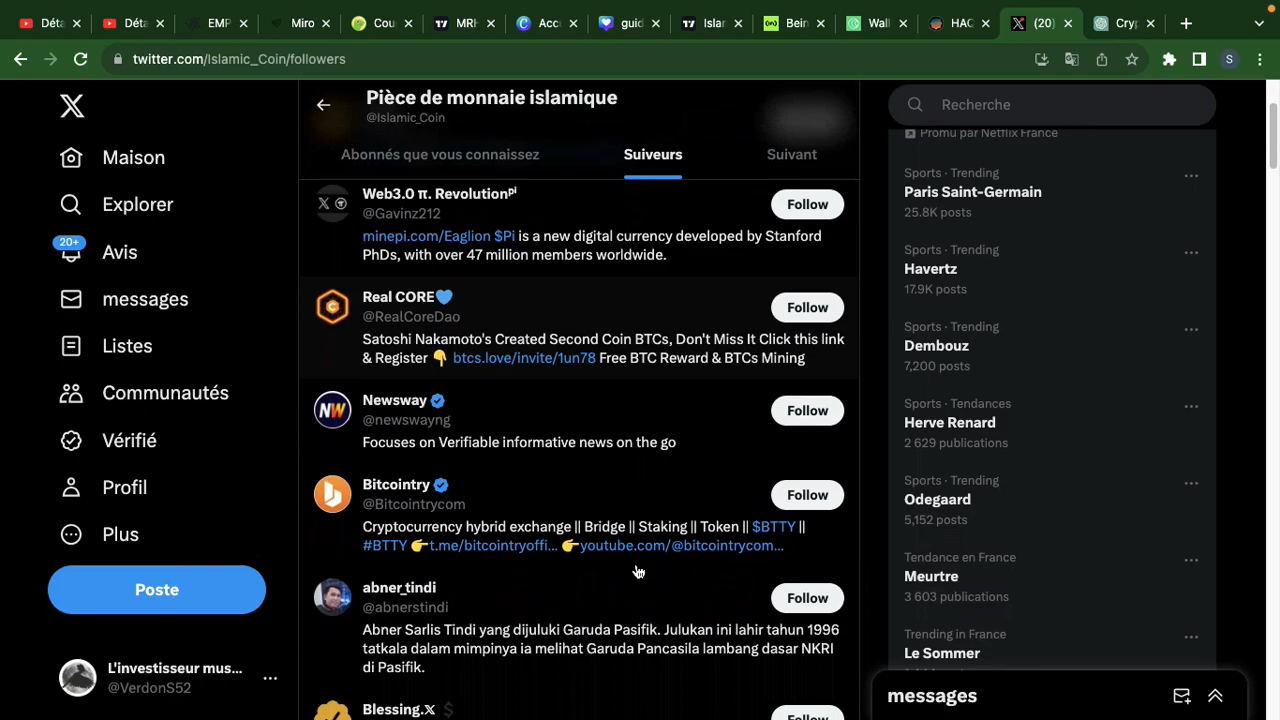 Déta
Déta
EMP
Miro
Cou
MRH
Acce
guid
Islar
Bein
Wall
HAC
(20)
Cryp
twitter.com/Islamic_Coin/followers
S
Maison
Explorer
20+
Avis
messages
Listes
Communautés
Vérifié
Profil
Plus
Poste
L'investisseur mus...
@VerdonS52
Pièce de monnaie islamique
@Islamic_Coin
Abonnés que vous connaissez
Suiveurs
Suivant
Web3.0 π. Revolutionᵖⁱ
@Gavinz212
Follow
minepi.com/Eaglion $Pi is a new digital currency developed by Stanford
PhDs, with over 47 million members worldwide.
Real CORE💙
@RealCoreDao
Follow
Satoshi Nakamoto's Created Second Coin BTCs, Don't Miss It Click this link
& Register 👇 btcs.love/invite/1un78 Free BTC Reward & BTCs Mining
NW
Newsway
@newswayng
Follow
Focuses on Verifiable informative news on the go
Bitcointry
@Bitcointrycom
Follow
Cryptocurrency hybrid exchange || Bridge || Staking || Token || $BTTY ||
#BTTY 👉t.me/bitcointryoffi... 👉youtube.com/@bitcointrycom...
abner_tindi
@abnerstindi
Follow
Abner Sarlis Tindi yang dijuluki Garuda Pasifik. Julukan ini lahir tahun 1996
tatkala dalam mimpinya ia melihat Garuda Pancasila lambang dasar NKRI
di Pasifik.
Blessing.X $
Follow
Recherche
Promu par Netflix France
Sports · Trending
Paris Saint-Germain
25.8K posts
Sports · Trending
Havertz
17.9K posts
Sports · Trending
Dembouz
7,200 posts
Sports · Tendances
Herve Renard
2 629 publications
Sports · Trending
Odegaard
5,152 posts
Tendance en France
Meurtre
3 603 publications
Trending in France
Le Sommer
messages